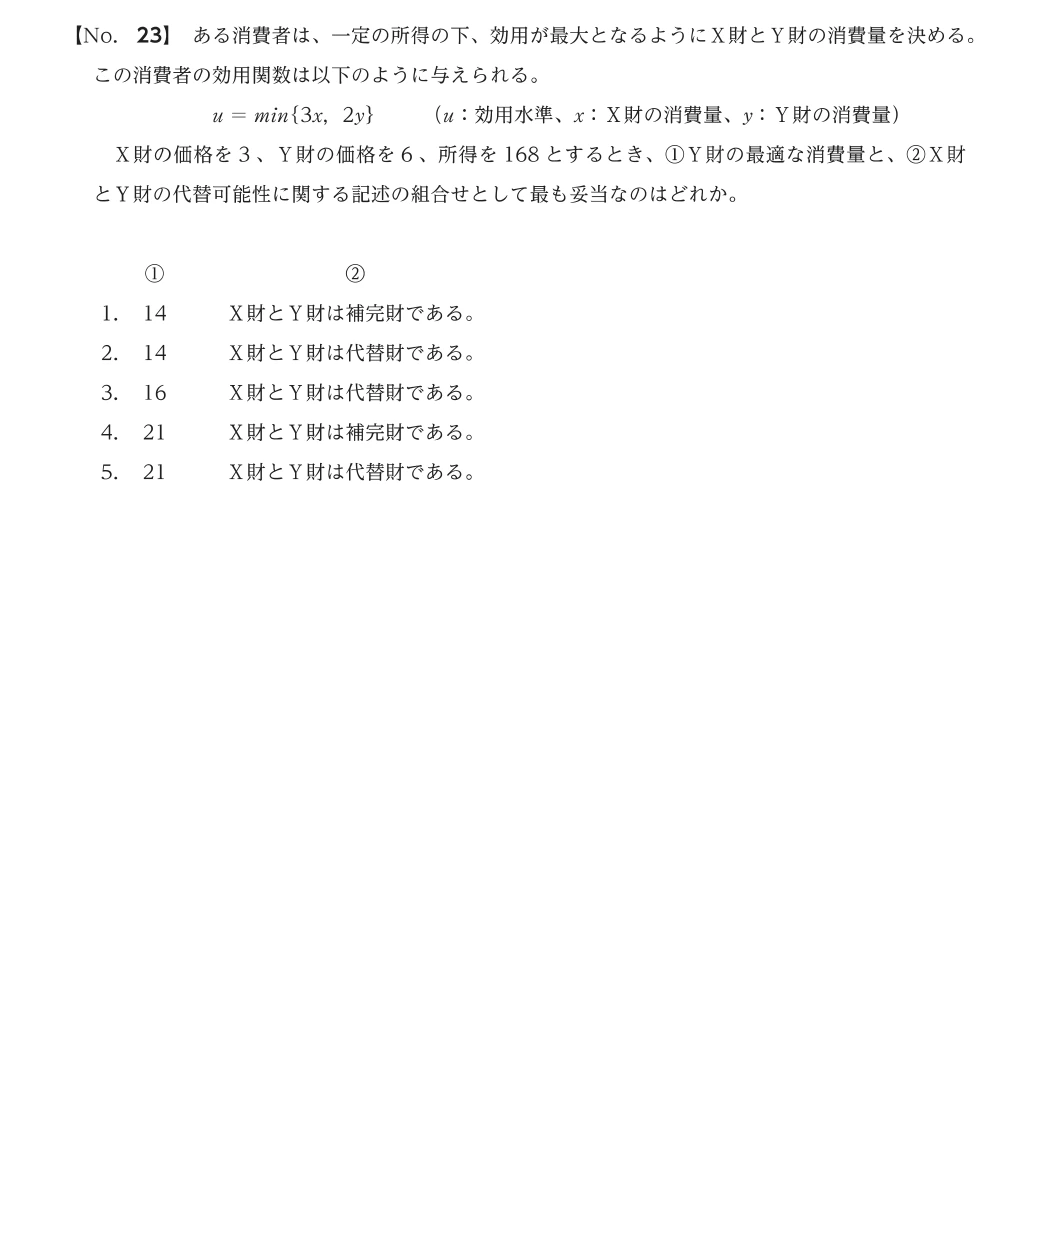 【No. 23】 ある消費者は、一定の所得の下、効用が最大となるようにX財とY財の消費量を決める。
この消費者の効用関数は以下のように与えられる。
u = min{3x, 2y} （u：効用水準、x：X財の消費量、y：Y財の消費量）
X財の価格を3、Y財の価格を6、所得を168とするとき、①Y財の最適な消費量と、②X財
とY財の代替可能性に関する記述の組合せとして最も妥当なのはどれか。
① ②
1. 14 X財とY財は補完財である。
2. 14 X財とY財は代替財である。
3. 16 X財とY財は代替財である。
4. 21 X財とY財は補完財である。
5. 21 X財とY財は代替財である。